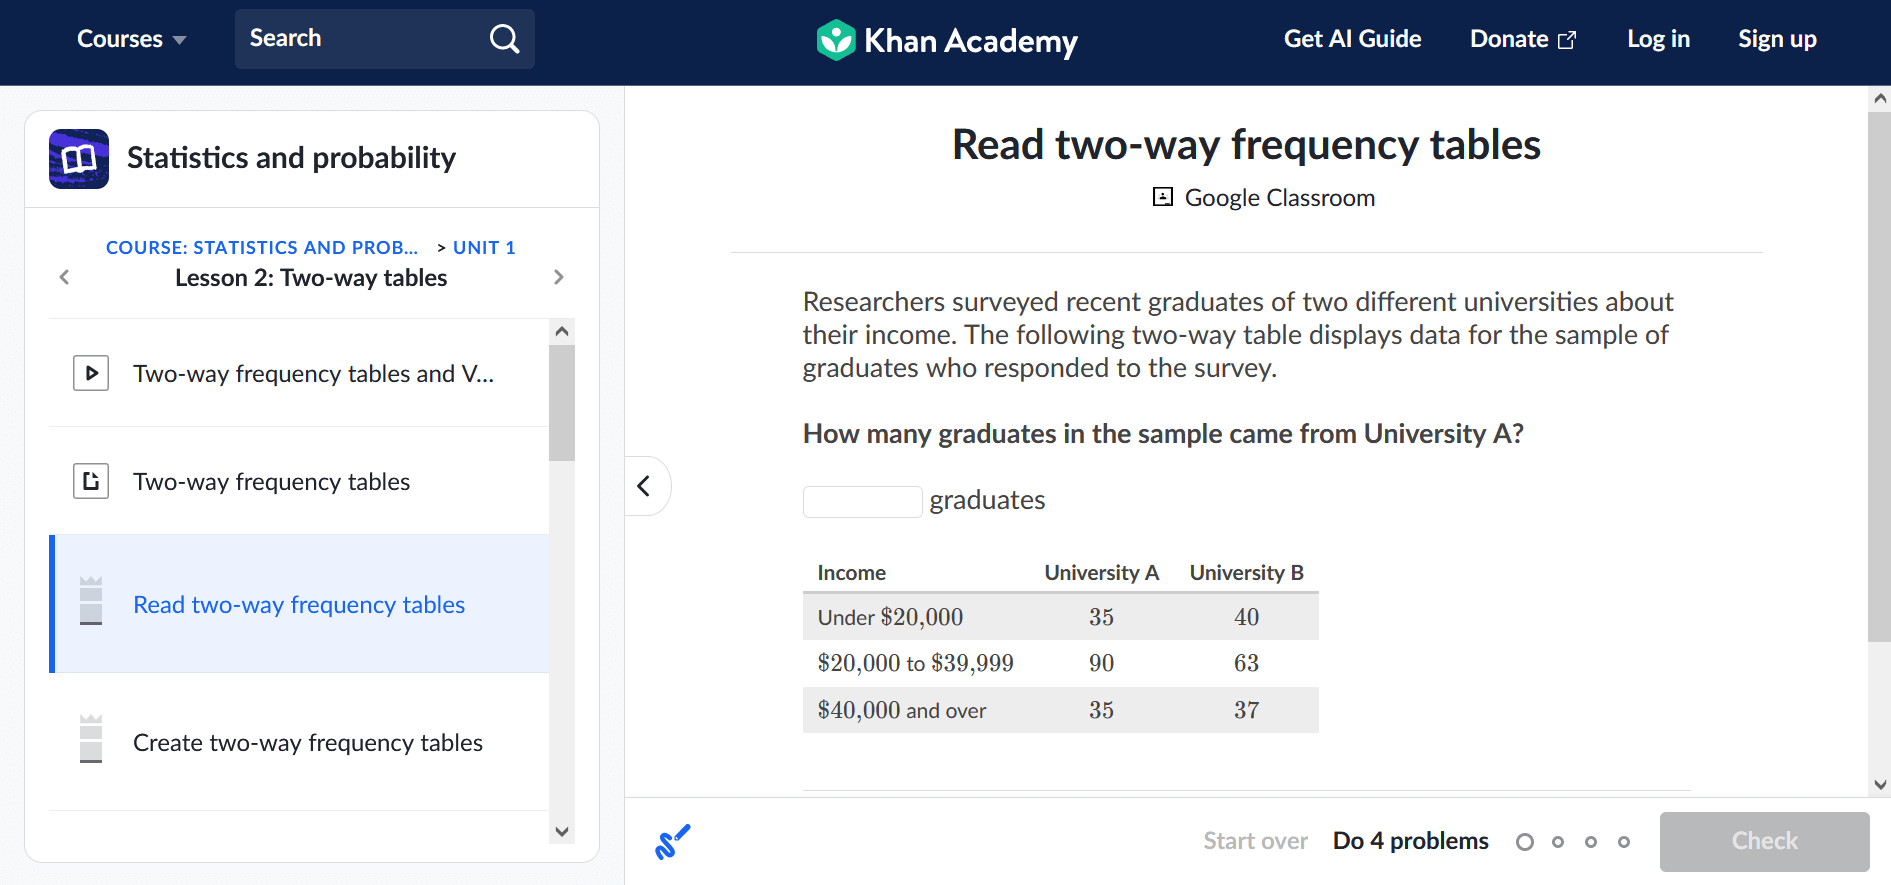 Courses
Search
Khan Academy
Get AI Guide
Donate
Log in
Sign up
Statistics and probability
COURSE: STATISTICS AND PROB... > UNIT 1
Lesson 2: Two-way tables
Two-way frequency tables and V...
Two-way frequency tables
Read two-way frequency tables
Create two-way frequency tables
Read two-way frequency tables
Google Classroom
Researchers surveyed recent graduates of two different universities about
their income. The following two-way table displays data for the sample of
graduates who responded to the survey.
How many graduates in the sample came from University A?
graduates
Income University A University B
Under $20,000 35 40
$20,000 to $39,999 90 63
$40,000 and over 35 37
Start over
Do 4 problems
Check